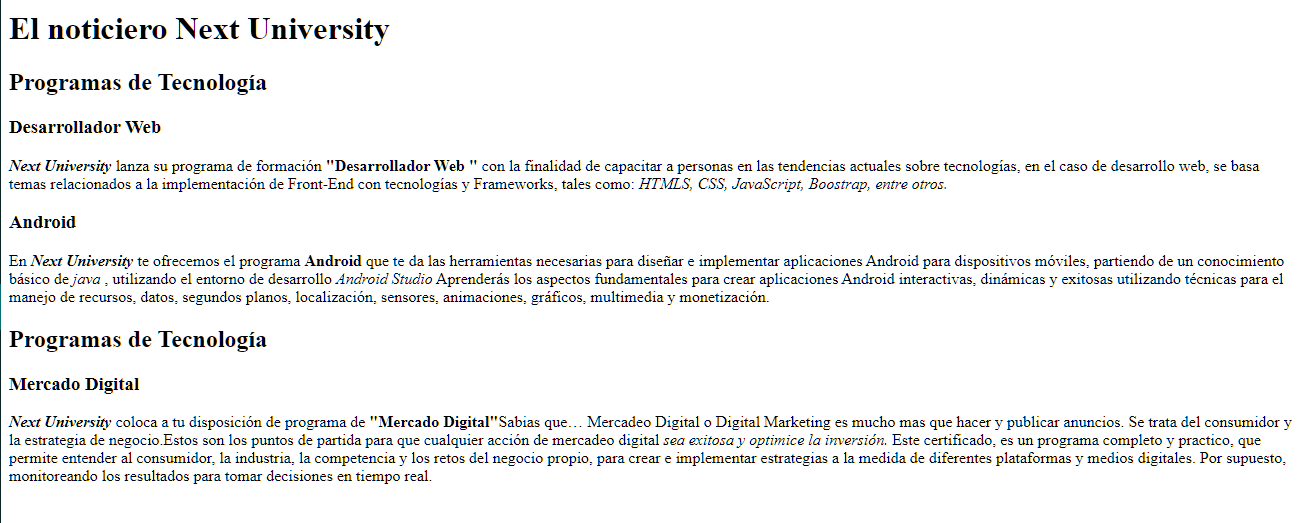 El noticiero Next University
Programas de Tecnología
Desarrollador Web
Next University lanza su programa de formación "Desarrollador Web " con la finalidad de capacitar a personas en las tendencias actuales sobre tecnologías, en el caso de desarrollo web, se basa
temas relacionados a la implementación de Front-End con tecnologías y Frameworks, tales como: HTMLS, CSS, JavaScript, Boostrap, entre otros.
Android
En Next University te ofrecemos el programa Android que te da las herramientas necesarias para diseñar e implementar aplicaciones Android para dispositivos móviles, partiendo de un conocimiento
básico de java , utilizando el entorno de desarrollo Android Studio Aprenderás los aspectos fundamentales para crear aplicaciones Android interactivas, dinámicas y exitosas utilizando técnicas para el
manejo de recursos, datos, segundos planos, localización, sensores, animaciones, gráficos, multimedia y monetización.
Programas de Tecnología
Mercado Digital
Next University coloca a tu disposición de programa de "Mercado Digital"Sabias que… Mercadeo Digital o Digital Marketing es mucho mas que hacer y publicar anuncios. Se trata del consumidor y
la estrategia de negocio.Estos son los puntos de partida para que cualquier acción de mercadeo digital sea exitosa y optimice la inversión. Este certificado, es un programa completo y practico, que
permite entender al consumidor, la industria, la competencia y los retos del negocio propio, para crear e implementar estrategias a la medida de diferentes plataformas y medios digitales. Por supuesto,
monitoreando los resultados para tomar decisiones en tiempo real.